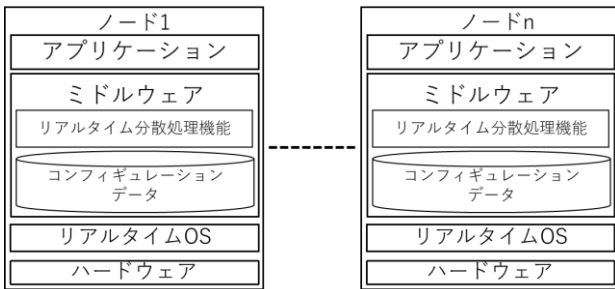 ノード1
アプリケーション
ミドルウェア
リアルタイム分散処理機能
コンフィギュレーション
データ
リアルタイムOS
ハードウェア
ノードn
アプリケーション
ミドルウェア
リアルタイム分散処理機能
コンフィギュレーション
データ
リアルタイムOS
ハードウェア